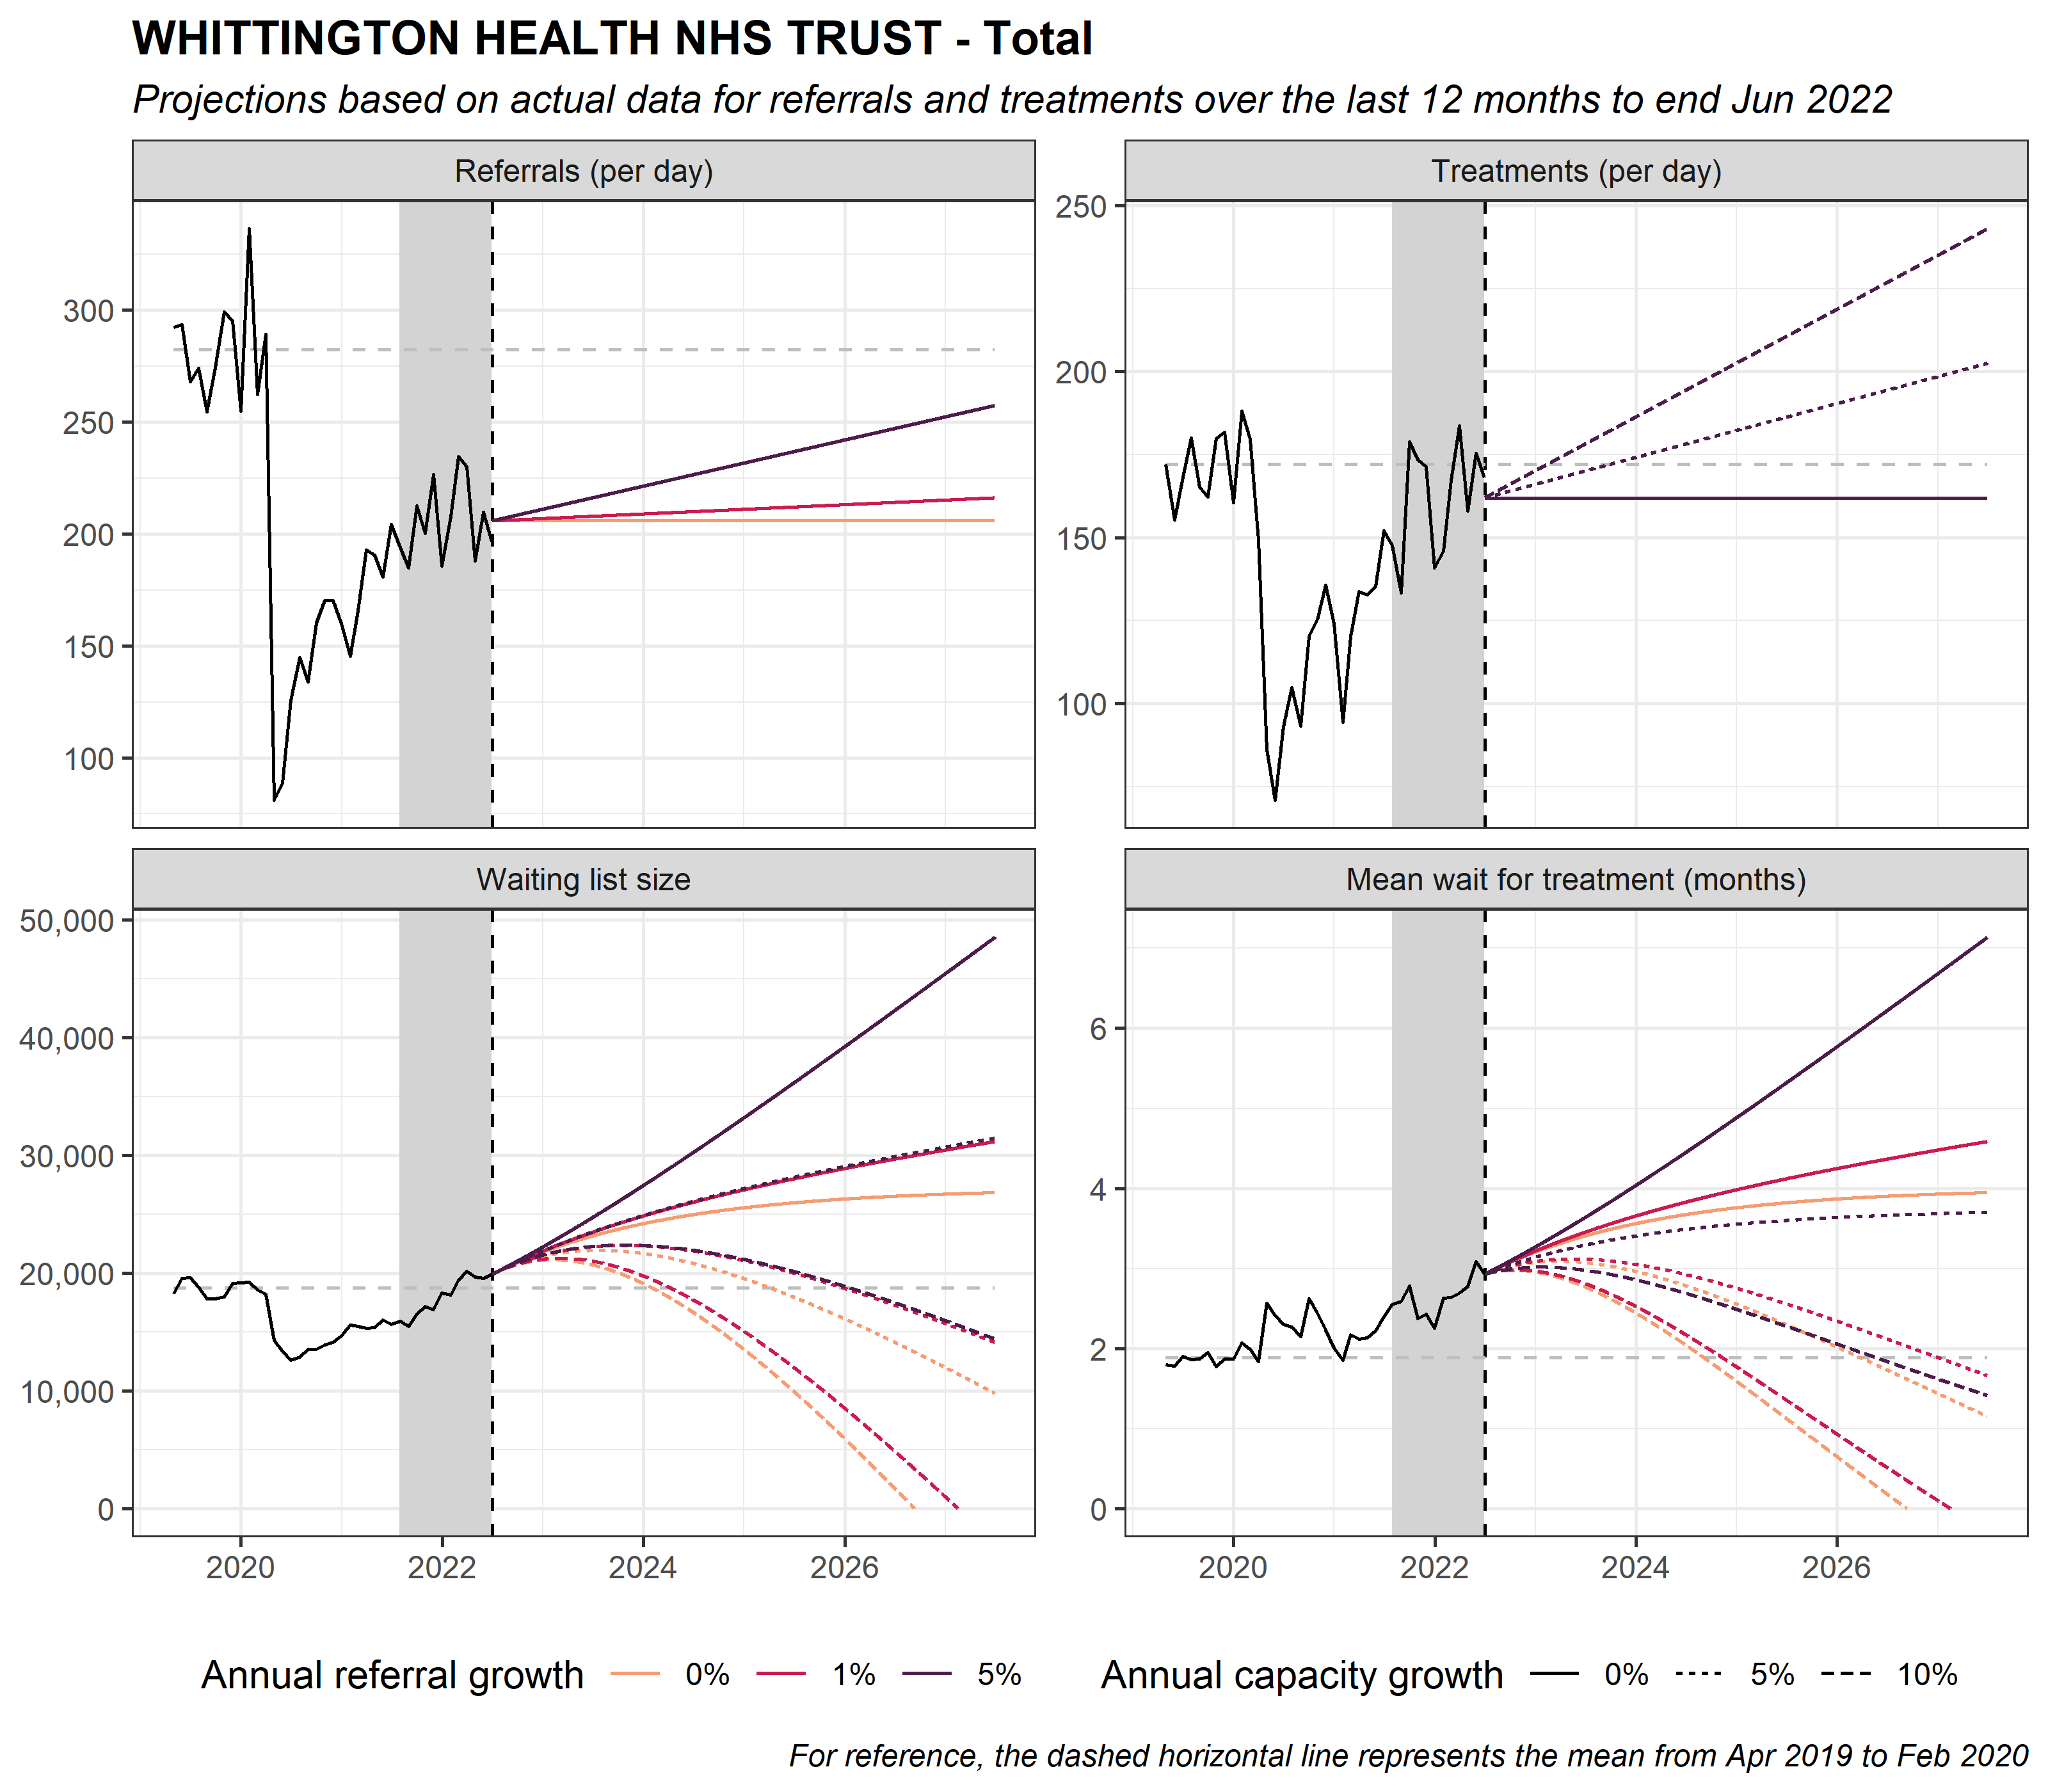 WHITTINGTON HEALTH NHS TRUST - Total
Projections based on actual data for referrals and treatments over the last 12 months to end Jun 2022
Referrals (per day)
300
250
200
150
100
Treatments (per day)
250
200
150
100
Waiting list size
50,000
40,000
30,000
20,000
10,000
0
2020 2022 2024 2026
Mean wait for treatment (months)
6
4
2
0
2020 2022 2024 2026
Annual referral growth 0% 1% 5%
Annual capacity growth 0% 5% 10%
For reference, the dashed horizontal line represents the mean from Apr 2019 to Feb 2020